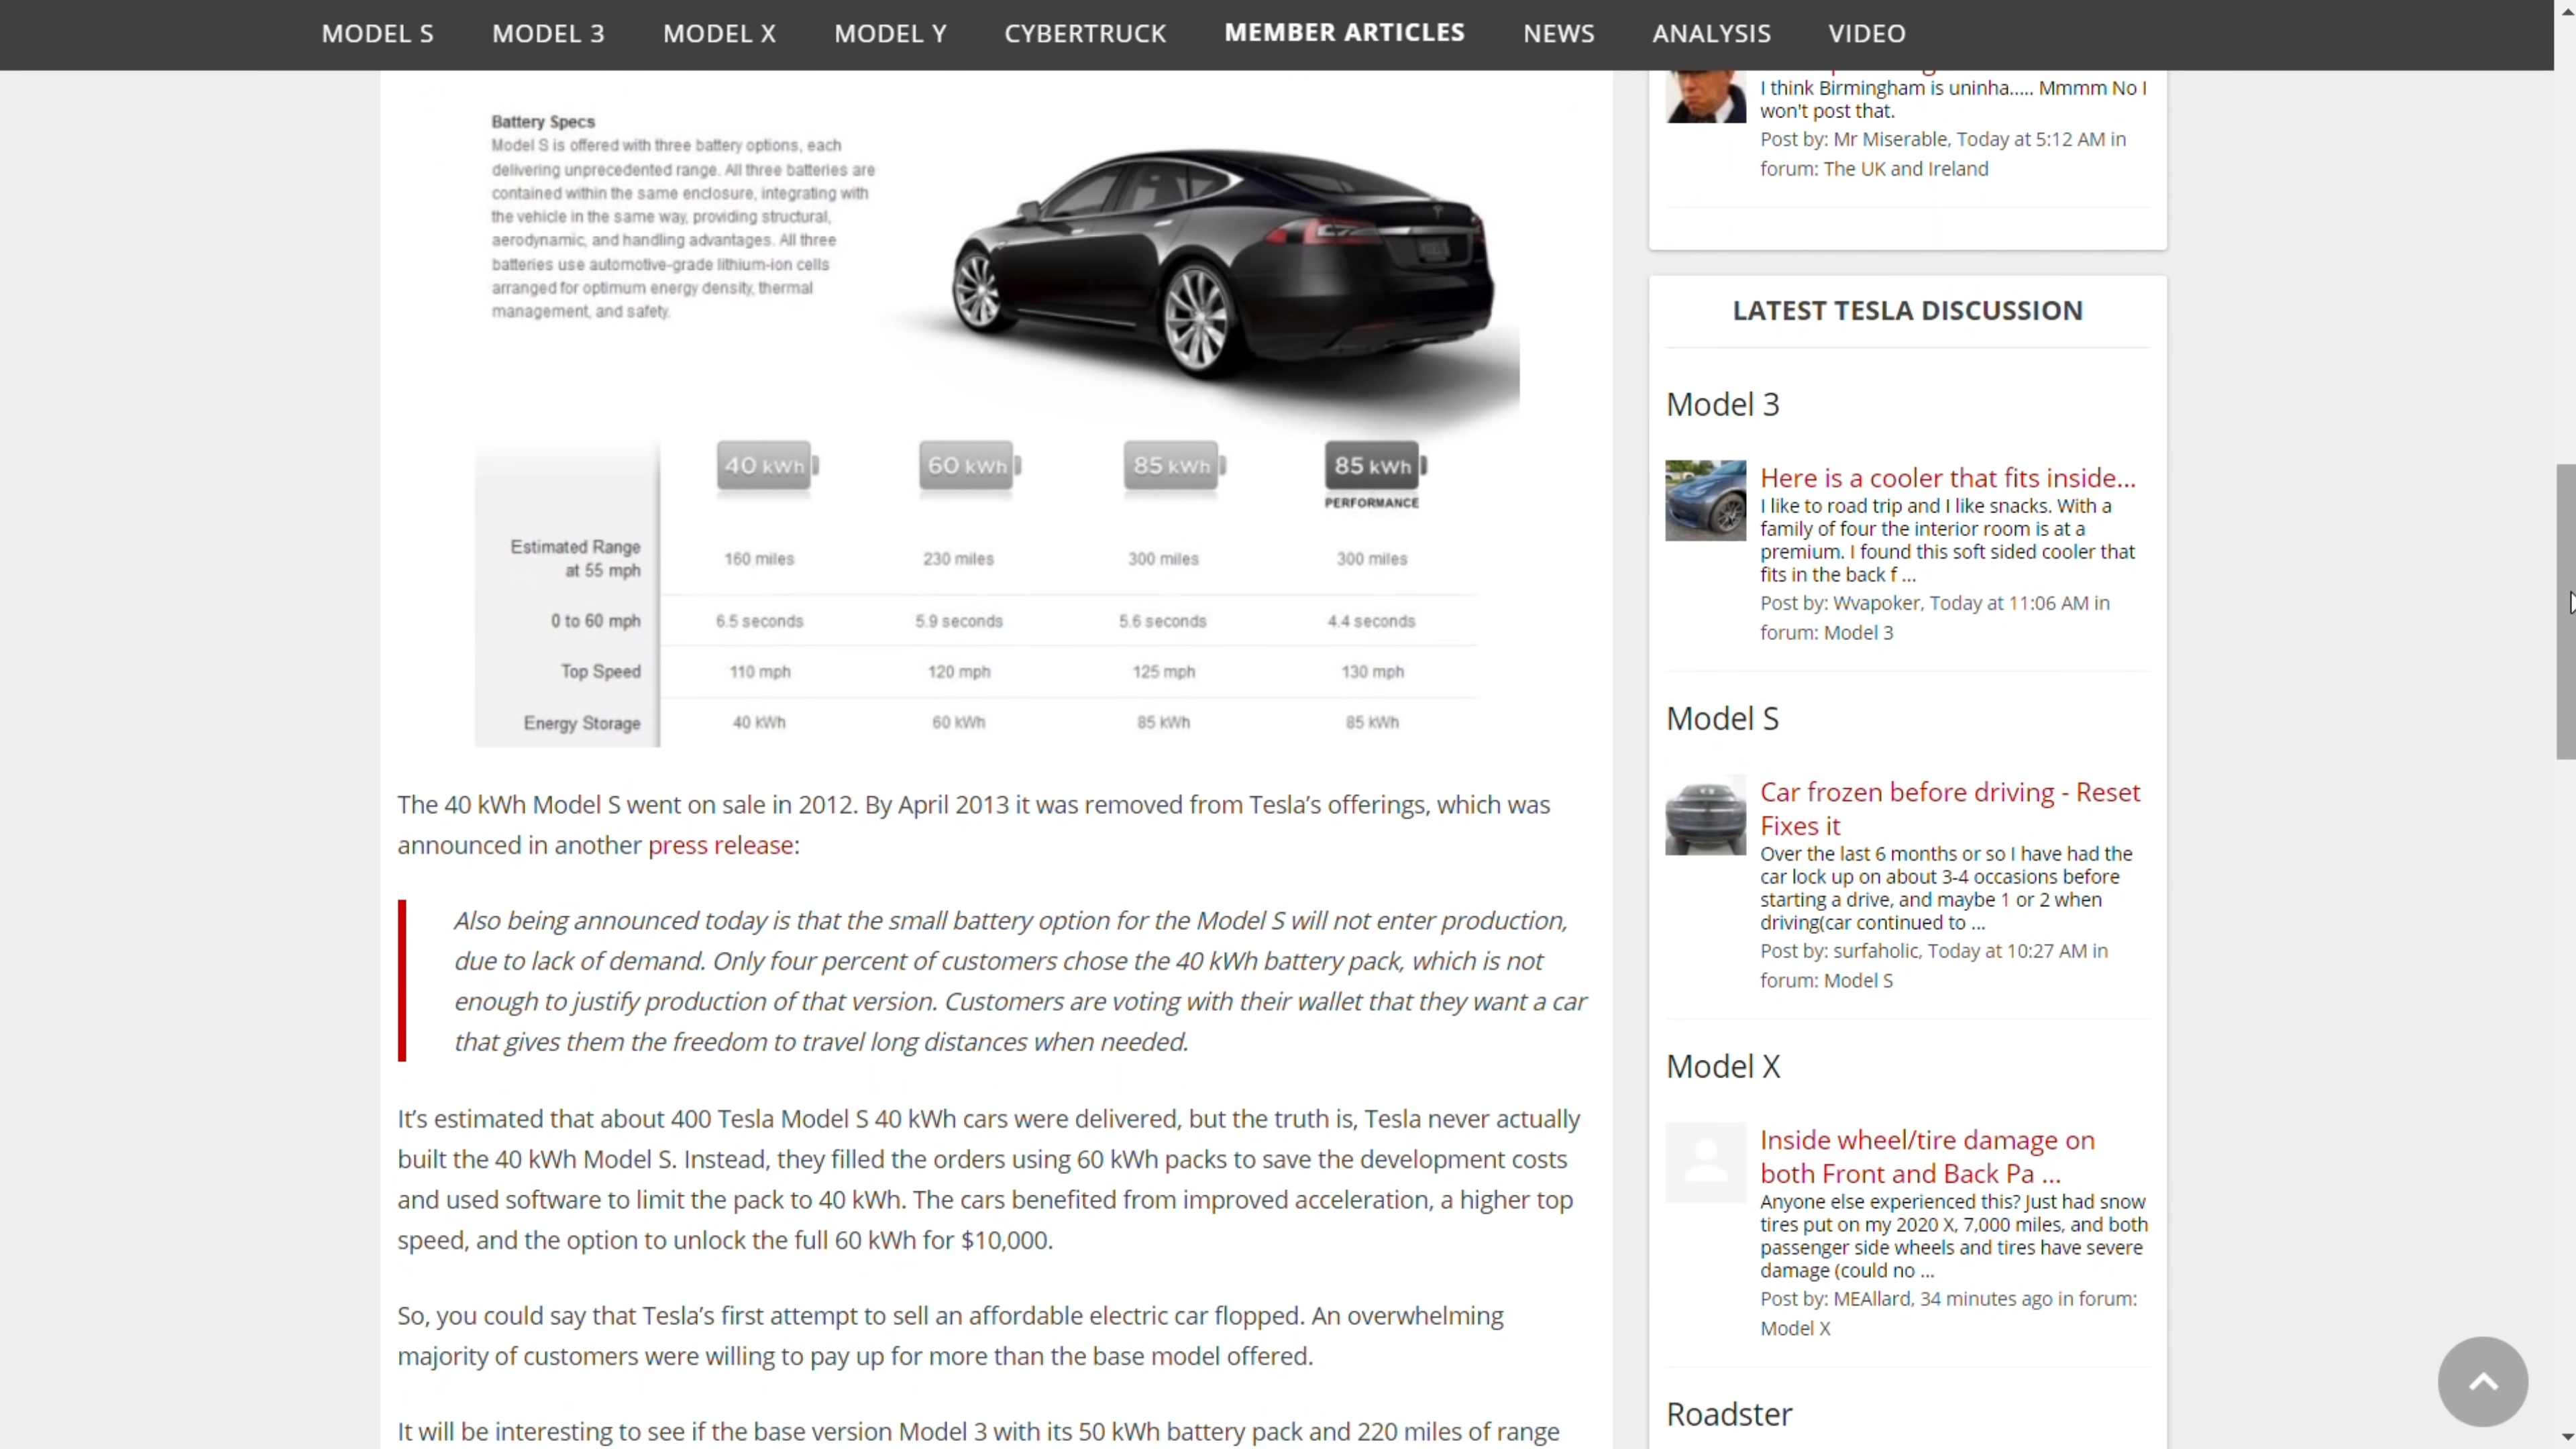 MODEL S MODEL 3 MODEL X MODEL Y CYBERTRUCK MEMBER ARTICLES NEWS ANALYSIS VIDEO
Battery Specs
Model S is offered with three battery options, each
delivering unprecedented range. All three batteries are
contained within the same enclosure, integrating with
the vehicle in the same way, providing structural,
aerodynamic, and handling advantages. All three
batteries use automotive-grade lithium-ion cells
arranged for optimum energy density, thermal
management, and safety.
40 kWh 60 kWh 85 kWh 85 kWh
PERFORMANCE
Estimated Range
at 55 mph
160 miles 230 miles 300 miles 300 miles
0 to 60 mph 6.5 seconds 5.9 seconds 5.6 seconds 4.4 seconds
Top Speed 110 mph 120 mph 125 mph 130 mph
Energy Storage 40 kWh 60 kWh 85 kWh 85 kWh
The 40 kWh Model S went on sale in 2012. By April 2013 it was removed from Tesla’s offerings, which was
announced in another press release:
Also being announced today is that the small battery option for the Model S will not enter production,
due to lack of demand. Only four percent of customers chose the 40 kWh battery pack, which is not
enough to justify production of that version. Customers are voting with their wallet that they want a car
that gives them the freedom to travel long distances when needed.
It’s estimated that about 400 Tesla Model S 40 kWh cars were delivered, but the truth is, Tesla never actually
built the 40 kWh Model S. Instead, they filled the orders using 60 kWh packs to save the development costs
and used software to limit the pack to 40 kWh. The cars benefited from improved acceleration, a higher top
speed, and the option to unlock the full 60 kWh for $10,000.
So, you could say that Tesla’s first attempt to sell an affordable electric car flopped. An overwhelming
majority of customers were willing to pay up for more than the base model offered.
It will be interesting to see if the base version Model 3 with its 50 kWh battery pack and 220 miles of range
I think Birmingham is uninha..... Mmmm No I
won't post that.
Post by: Mr Miserable, Today at 5:12 AM in
forum: The UK and Ireland
LATEST TESLA DISCUSSION
Model 3
Here is a cooler that fits inside...
I like to road trip and I like snacks. With a
family of four the interior room is at a
premium. I found this soft sided cooler that
fits in the back f ...
Post by: Wvapoker, Today at 11:06 AM in
forum: Model 3
Model S
Car frozen before driving - Reset
Fixes it
Over the last 6 months or so I have had the
car lock up on about 3-4 occasions before
starting a drive, and maybe 1 or 2 when
driving(car continued to ...
Post by: surfaholic, Today at 10:27 AM in
forum: Model S
Model X
Inside wheel/tire damage on
both Front and Back Pa ...
Anyone else experienced this? Just had snow
tires put on my 2020 X, 7,000 miles, and both
passenger side wheels and tires have severe
damage (could no ...
Post by: MEAllard, 34 minutes ago in forum:
Model X
Roadster